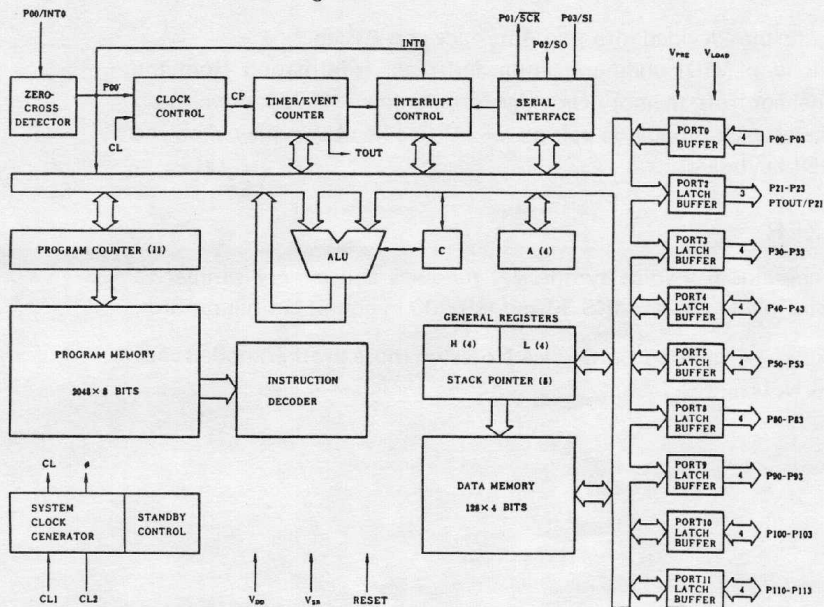 P00/INT0
P01/SCK
P03/SI
P02/SO
VPRE
VLOAD
INT0
ZERO-
CROSS
DETECTOR
P00
CLOCK
CONTROL
CP
TIMER/EVENT
COUNTER
INTERRUPT
CONTROL
SERIAL
INTERFACE
CL
TOUT
PORT0
BUFFER
4
P00-P03
PORT2
LATCH
BUFFER
3
P21-P23
PTOUT/P21
PROGRAM COUNTER (11)
ALU
C
A (4)
PORT3
LATCH
BUFFER
4
P30-P33
PORT4
LATCH
BUFFER
4
P40-P43
PROGRAM MEMORY
2048×8 BITS
INSTRUCTION
DECODER
GENERAL REGISTERS
H (4)
L (4)
STACK POINTER (8)
PORT5
LATCH
BUFFER
4
P50-P53
PORT8
LATCH
BUFFER
4
P80-P83
DATA MEMORY
128×4 BITS
PORT9
LATCH
BUFFER
4
P90-P93
CL
ø
SYSTEM
CLOCK
GENERATOR
STANDBY
CONTROL
PORT10
LATCH
BUFFER
4
P100-P103
PORT11
LATCH
BUFFER
4
P110-P113
CL1
CL2
VDD
VSS
RESET